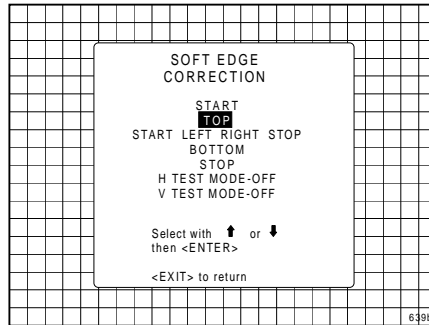 SOFT EDGE
CORRECTION
START
TOP
START LEFT RIGHT STOP
BOTTOM
STOP
H TEST MODE-OFF
V TEST MODE-OFF
Select with ⬆ or ⬇
then <ENTER>
<EXIT> to return
639b